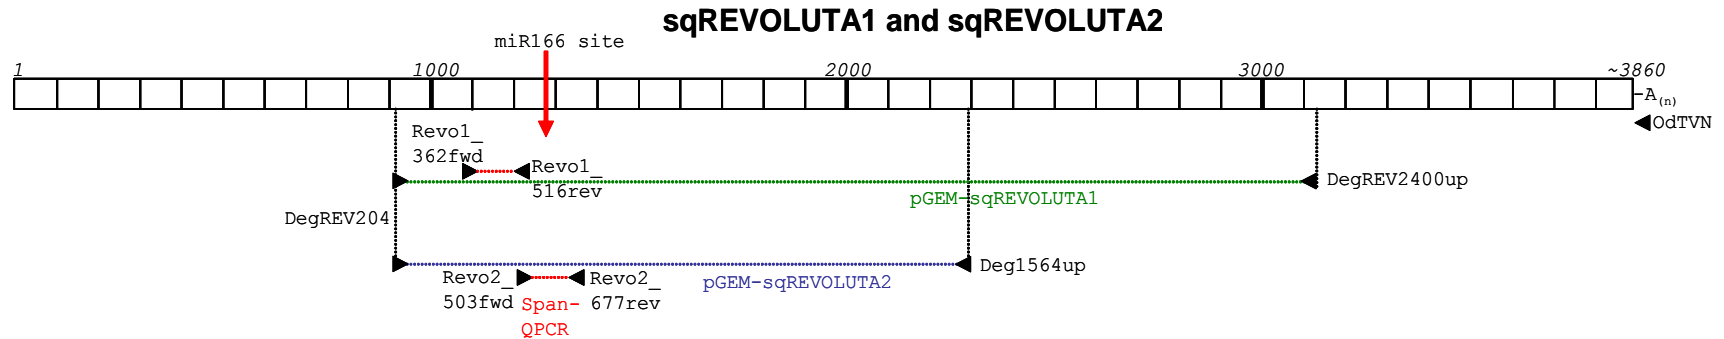 sqREVOLUTA1 and sqREVOLUTA2
miR166 site
1 1000 2000 3000 ~3860
-A(n)
OdTVN
Revo1_
362fwd
Revo1_
516rev
DegREV2400up
pGEM-sqREVOLUTA1
DegREV204
Deg1564up
Revo2_
503fwd
Revo2_
677rev
pGEM-sqREVOLUTA2
Span-
QPCR